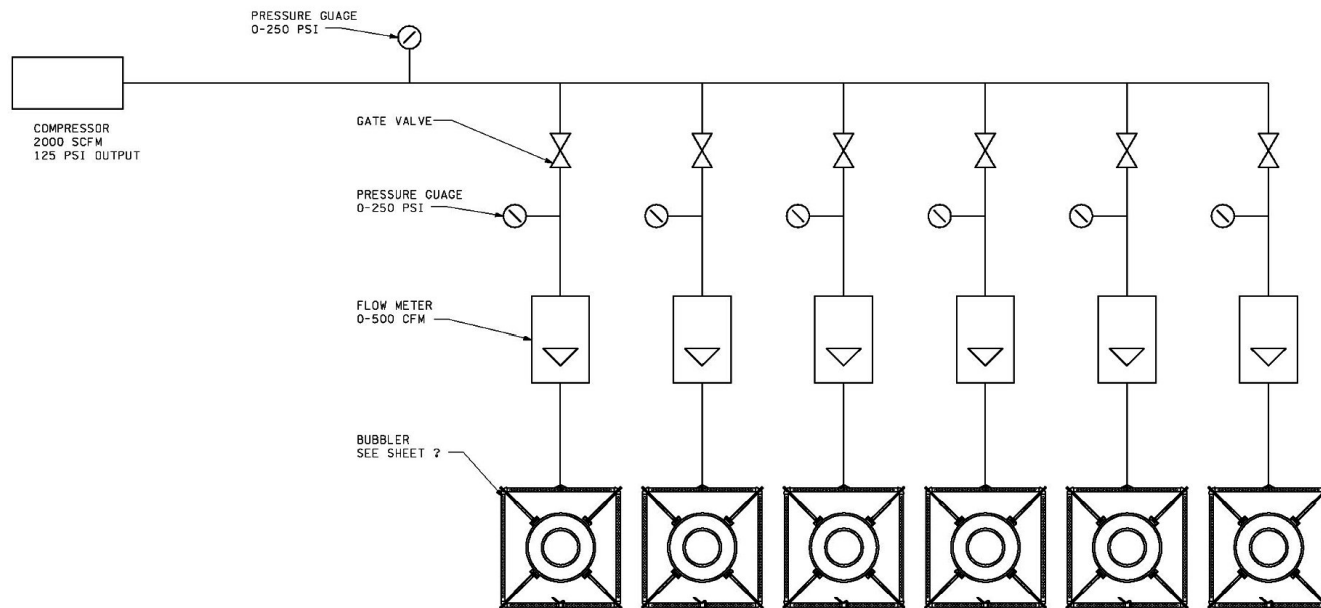 PRESSURE GUAGE
0-250 PSI
COMPRESSOR
2000 SCFM
125 PSI OUTPUT
GATE VALVE
PRESSURE GUAGE
0-250 PSI
FLOW METER
0-500 CFM
BUBBLER
SEE SHEET ?